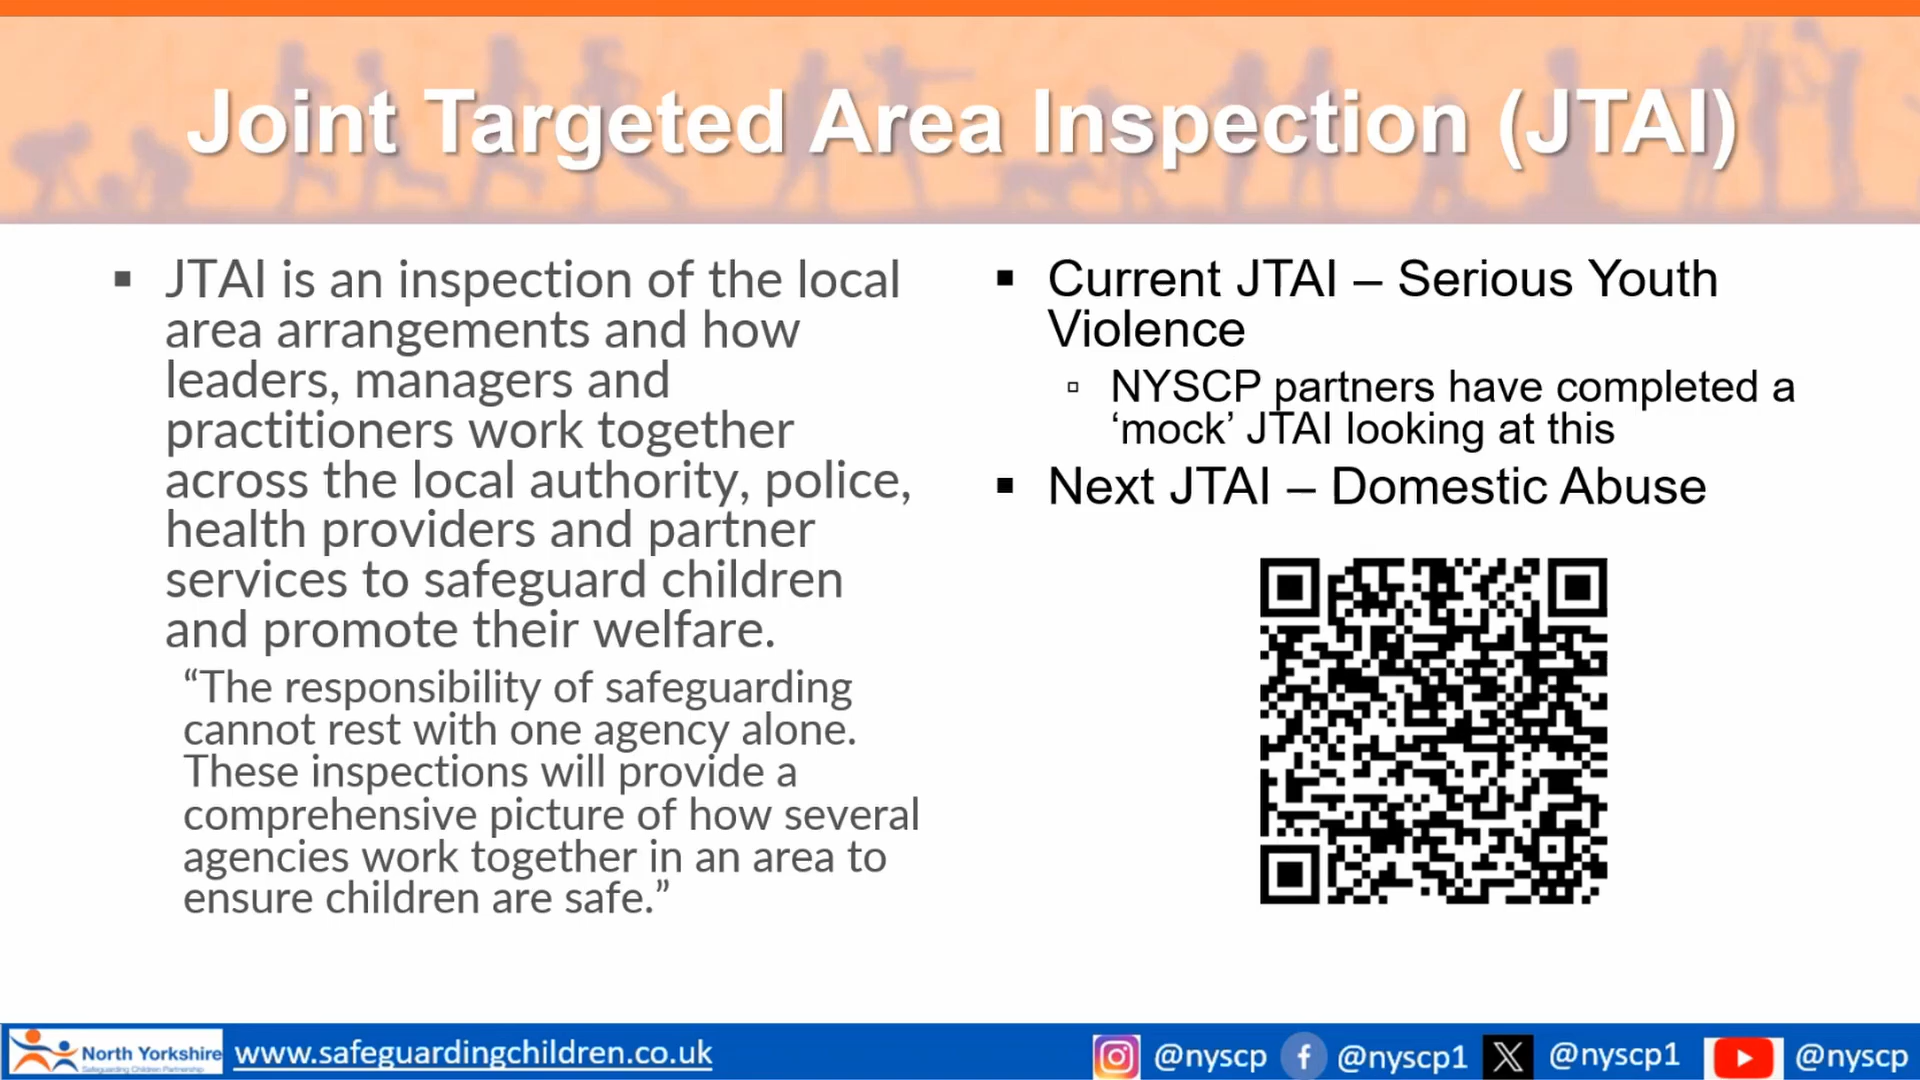 Joint Targeted Area Inspection (JTAI)
▪ JTAI is an inspection of the local
area arrangements and how
leaders, managers and
practitioners work together
across the local authority, police,
health providers and partner
services to safeguard children
and promote their welfare.
“The responsibility of safeguarding
cannot rest with one agency alone.
These inspections will provide a
comprehensive picture of how several
agencies work together in an area to
ensure children are safe.”
▪ Current JTAI – Serious Youth
Violence
▫ NYSCP partners have completed a
‘mock’ JTAI looking at this
▪ Next JTAI – Domestic Abuse
North Yorkshire
Safeguarding Children Partnership
www.safeguardingchildren.co.uk
@nyscp
@nyscp1
@nyscp1
@nyscp